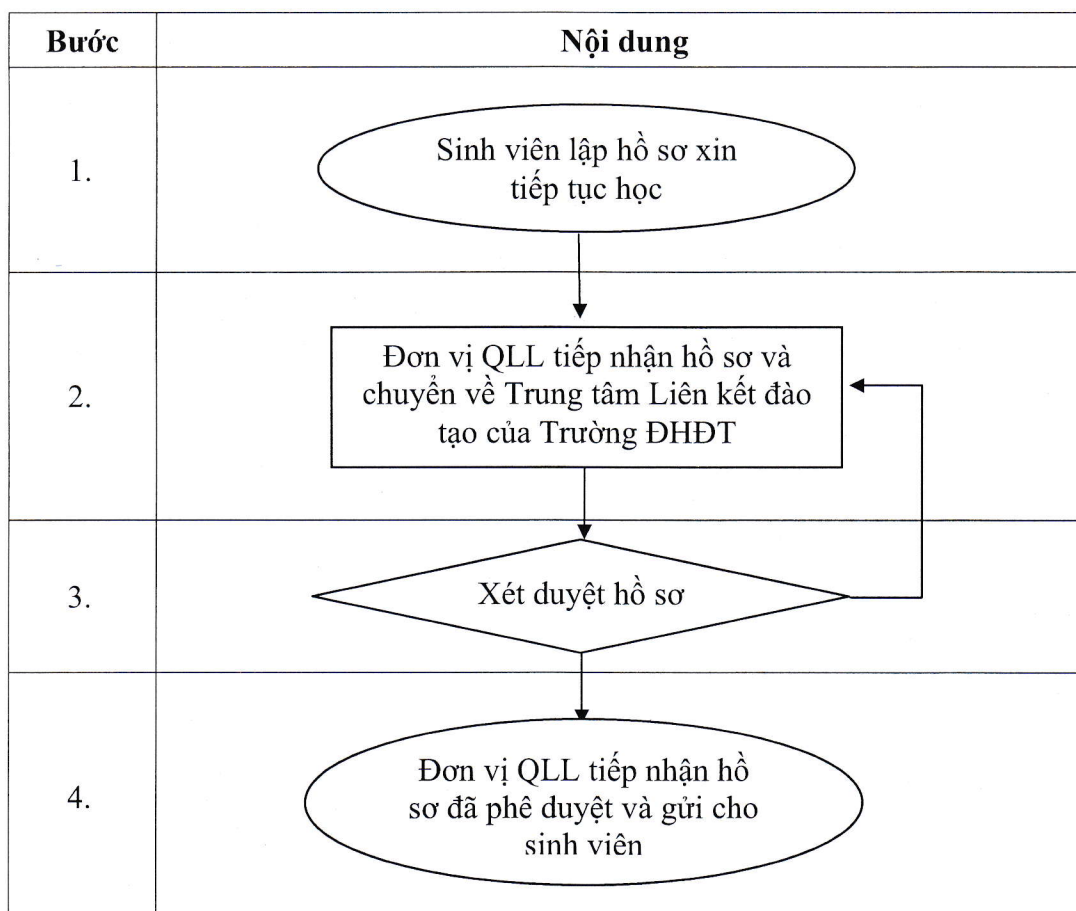 Bước Nội dung
1.
Sinh viên lập hồ sơ xin
tiếp tục học
2.
Đơn vị QLL tiếp nhận hồ sơ và
chuyển về Trung tâm Liên kết đào
tạo của Trường ĐHĐT
3.
Xét duyệt hồ sơ
4.
Đơn vị QLL tiếp nhận hồ
sơ đã phê duyệt và gửi cho
sinh viên